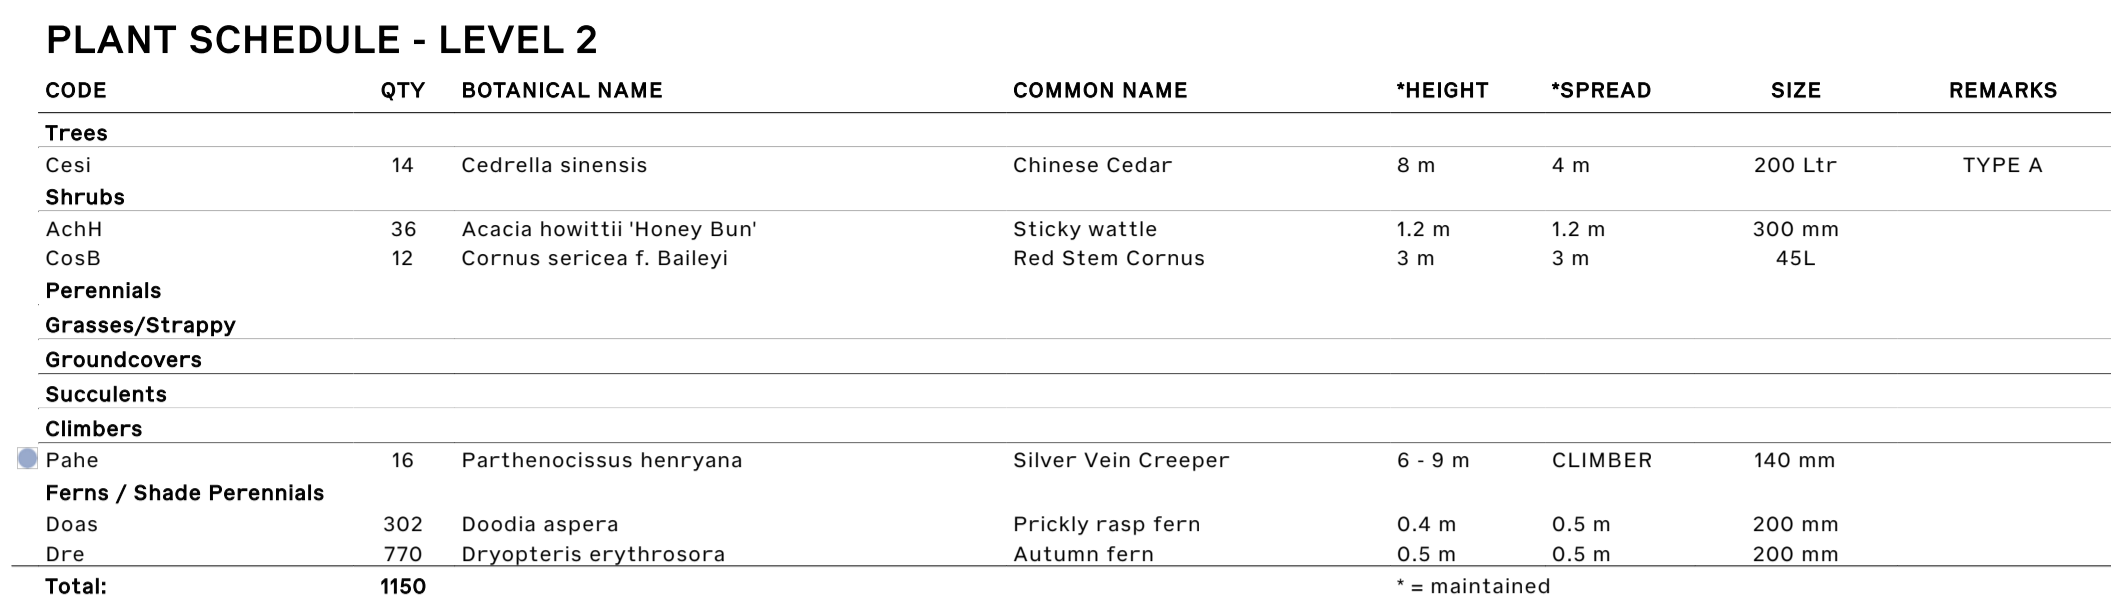 PLANT SCHEDULE - LEVEL 2
CODE QTY BOTANICAL NAME COMMON NAME *HEIGHT *SPREAD SIZE REMARKS
Trees
Cesi 14 Cedrella sinensis Chinese Cedar 8 m 4 m 200 Ltr TYPE A
Shrubs
AchH 36 Acacia howittii 'Honey Bun' Sticky wattle 1.2 m 1.2 m 300 mm
CosB 12 Cornus sericea f. Baileyi Red Stem Cornus 3 m 3 m 45L
Perennials
Grasses/Strappy
Groundcovers
Succulents
Climbers
Pahe 16 Parthenocissus henryana Silver Vein Creeper 6 - 9 m CLIMBER 140 mm
Ferns / Shade Perennials
Doas 302 Doodia aspera Prickly rasp fern 0.4 m 0.5 m 200 mm
Dre 770 Dryopteris erythrosora Autumn fern 0.5 m 0.5 m 200 mm
Total: 1150 * = maintained